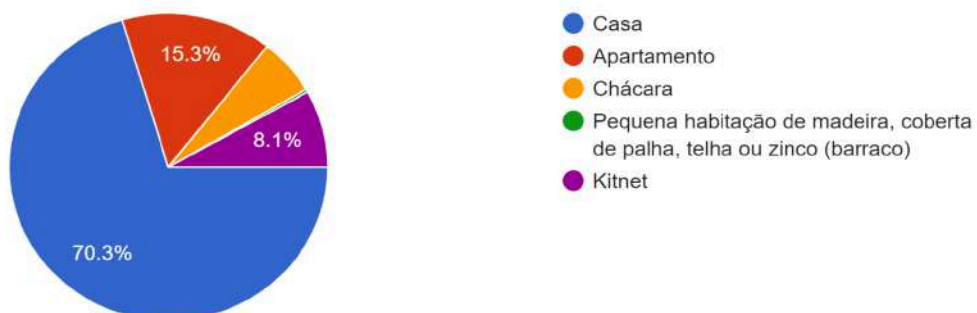 15.3%
8.1%
70.3%
Casa
Apartamento
Chácara
Pequena habitação de madeira, coberta
de palha, telha ou zinco (barraco)
Kitnet